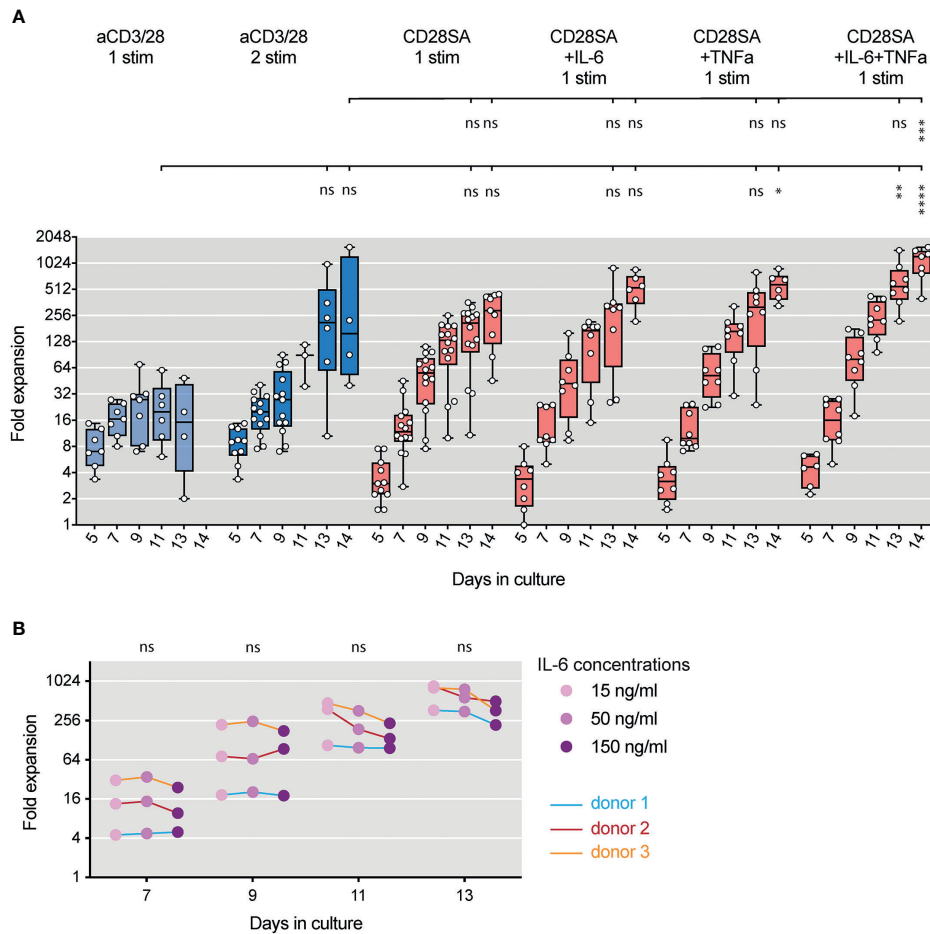 A
aCD3/28 aCD3/28 CD28SA CD28SA CD28SA CD28SA
1 stim 2 stim 1 stim +IL-6 +TNFa +IL-6+TNFa
1 stim 1 stim 1 stim
ns ns ns ns ns ns ns ***
ns ns ns ns ns ns ns * ** ****
2048
1024
512
256
128
64
32
16
8
4
2
1
Fold expansion
5 7 9 11 13 14 5 7 9 11 13 14 5 7 9 11 13 14 5 7 9 11 13 14 5 7 9 11 13 14 5 7 9 11 13 14
Days in culture
B
ns ns ns ns
1024
256
64
16
4
1
Fold expansion
7 9 11 13
Days in culture
IL-6 concentrations
15 ng/ml
50 ng/ml
150 ng/ml
donor 1
donor 2
donor 3